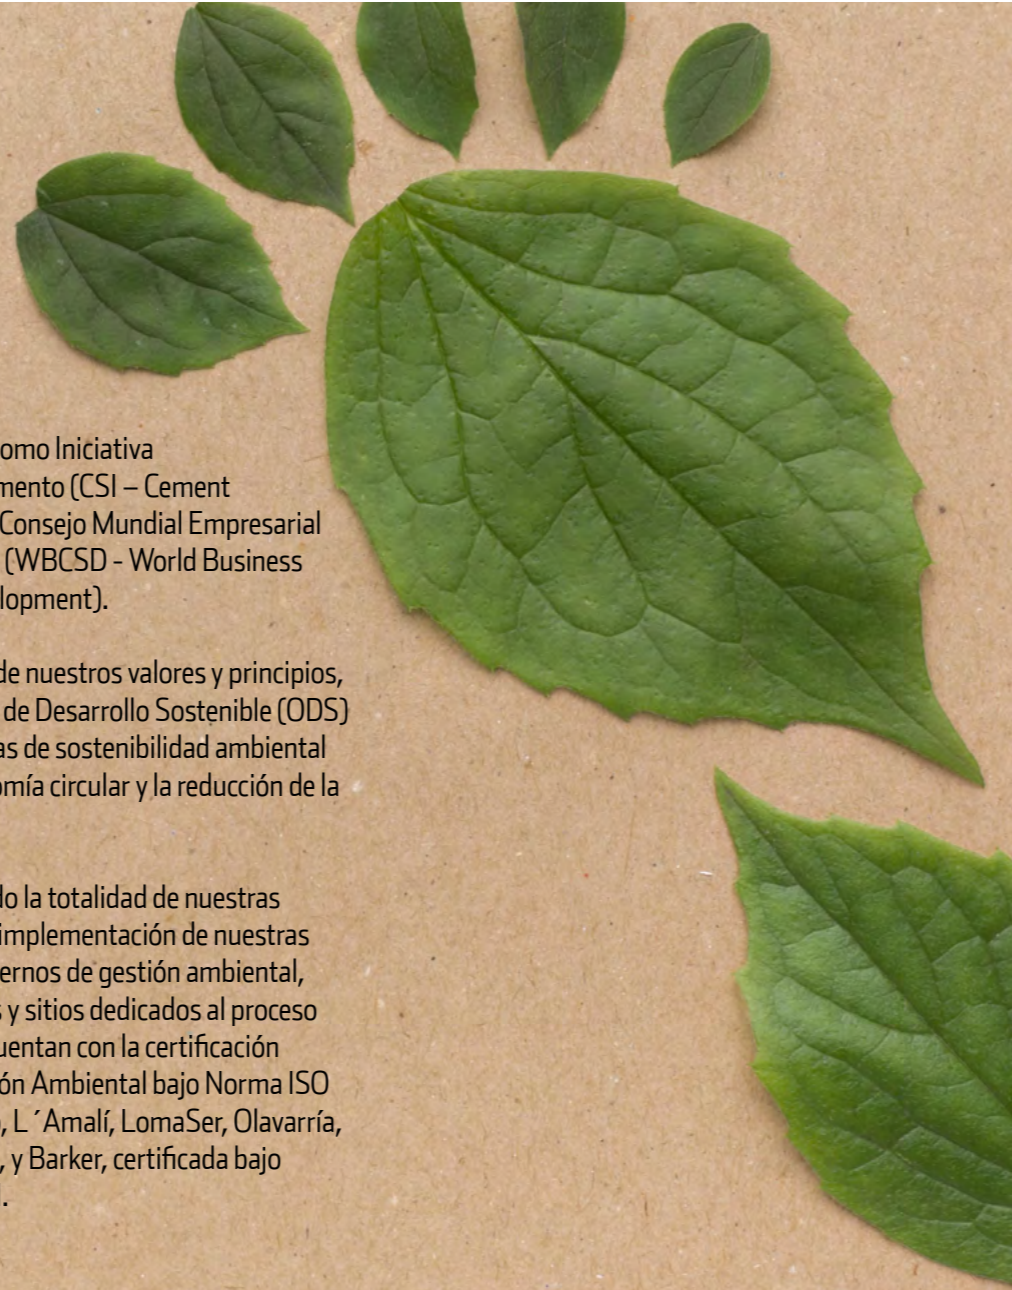 omo Iniciativa
mento (CSI – Cement
Consejo Mundial Empresarial
(WBCSD - World Business
lopment).
de nuestros valores y principios,
de Desarrollo Sostenible (ODS)
as de sostenibilidad ambiental
omía circular y la reducción de la
do la totalidad de nuestras
implementación de nuestras
ernos de gestión ambiental,
s y sitios dedicados al proceso
uentan con la certificación
ón Ambiental bajo Norma ISO
, L ´Amalí, LomaSer, Olavarría,
, y Barker, certificada bajo
.